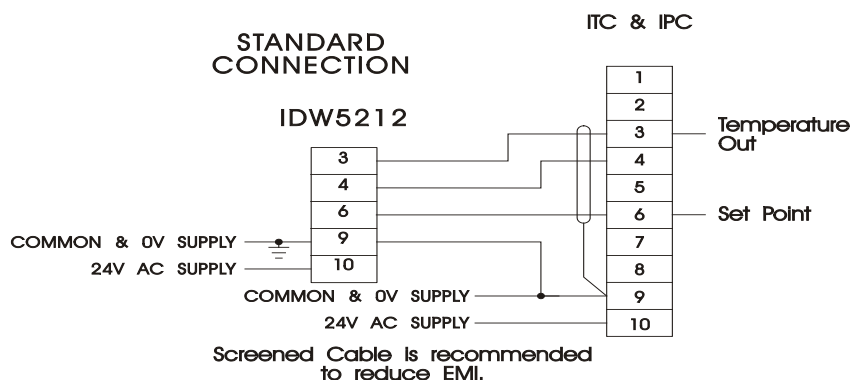 ITC & IPC
STANDARD
CONNECTION
IDW5212
1
2
3
4
5
6
7
8
9
10
Temperature
Out
Set Point
3
4
6
9
10
COMMON & 0V SUPPLY
24V AC SUPPLY
COMMON & 0V SUPPLY
24V AC SUPPLY
Screened Cable is recommended
to reduce EMI.